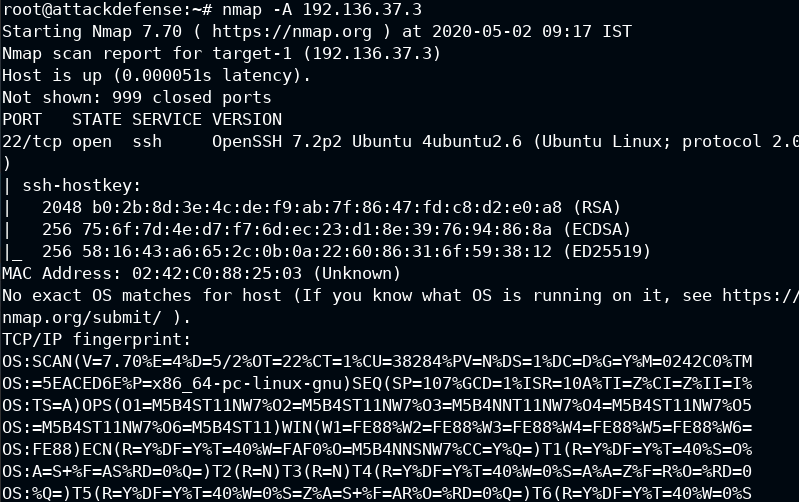 root@attackdefense:~# nmap -A 192.136.37.3
Starting Nmap 7.70 ( https://nmap.org ) at 2020-05-02 09:17 IST
Nmap scan report for target-1 (192.136.37.3)
Host is up (0.000051s latency).
Not shown: 999 closed ports
PORT   STATE SERVICE VERSION
22/tcp open  ssh     OpenSSH 7.2p2 Ubuntu 4ubuntu2.6 (Ubuntu Linux; protocol 2.0
)
| ssh-hostkey:
|   2048 b0:2b:8d:3e:4c:de:f9:ab:7f:86:47:fd:c8:d2:e0:a8 (RSA)
|   256 75:6f:7d:4e:d7:f7:6d:ec:23:d1:8e:39:76:94:86:8a (ECDSA)
|_  256 58:16:43:a6:65:2c:0b:0a:22:60:86:31:6f:59:38:12 (ED25519)
MAC Address: 02:42:C0:88:25:03 (Unknown)
No exact OS matches for host (If you know what OS is running on it, see https://
nmap.org/submit/ ).
TCP/IP fingerprint:
OS:SCAN(V=7.70%E=4%D=5/2%OT=22%CT=1%CU=38284%PV=N%DS=1%DC=D%G=Y%M=0242C0%TM
OS:=5EACED6E%P=x86_64-pc-linux-gnu)SEQ(SP=107%GCD=1%ISR=10A%TI=Z%CI=Z%II=I%
OS:TS=A)OPS(O1=M5B4ST11NW7%O2=M5B4ST11NW7%O3=M5B4NNT11NW7%O4=M5B4ST11NW7%O5
OS:=M5B4ST11NW7%O6=M5B4ST11)WIN(W1=FE88%W2=FE88%W3=FE88%W4=FE88%W5=FE88%W6=
OS:FE88)ECN(R=Y%DF=Y%T=40%W=FAF0%O=M5B4NNSNW7%CC=Y%Q=)T1(R=Y%DF=Y%T=40%S=O%
OS:A=S+%F=AS%RD=0%Q=)T2(R=N)T3(R=N)T4(R=Y%DF=Y%T=40%W=0%S=A%A=Z%F=R%O=%RD=0
OS:%Q=)T5(R=Y%DF=Y%T=40%W=0%S=Z%A=S+%F=AR%O=%RD=0%Q=)T6(R=Y%DF=Y%T=40%W=0%S